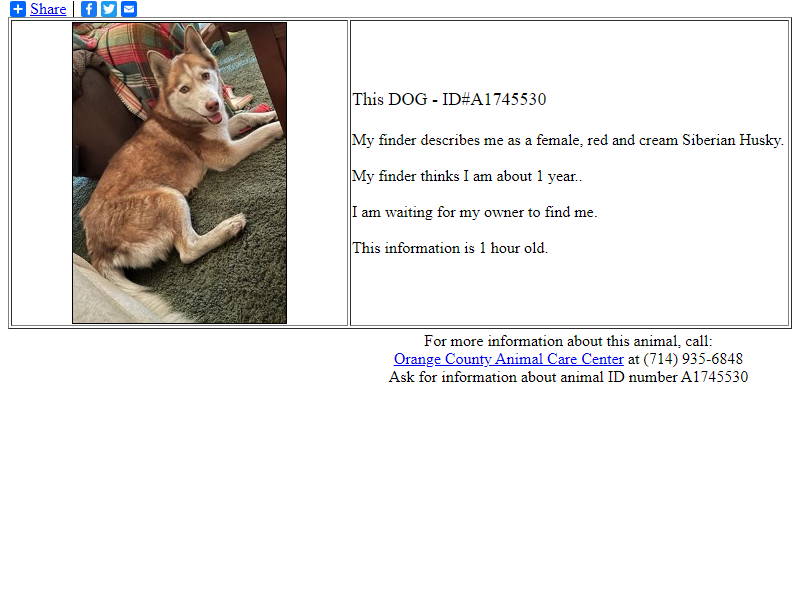 Share |
This DOG - ID#A1745530
My finder describes me as a female, red and cream Siberian Husky.
My finder thinks I am about 1 year..
I am waiting for my owner to find me.
This information is 1 hour old.
For more information about this animal, call:
Orange County Animal Care Center at (714) 935-6848
Ask for information about animal ID number A1745530